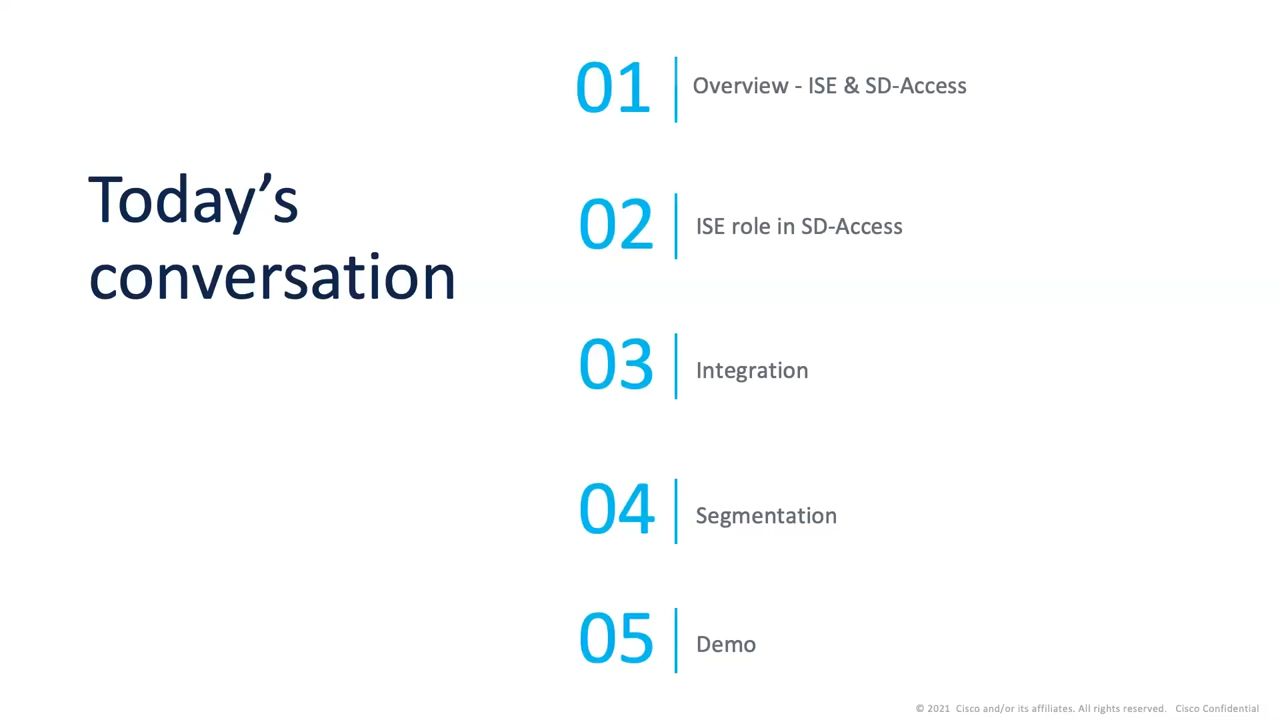 Today’s
conversation
01
Overview - ISE & SD-Access
02
ISE role in SD-Access
03
Integration
04
Segmentation
05
Demo
© 2021 Cisco and/or its affiliates. All rights reserved. Cisco Confidential